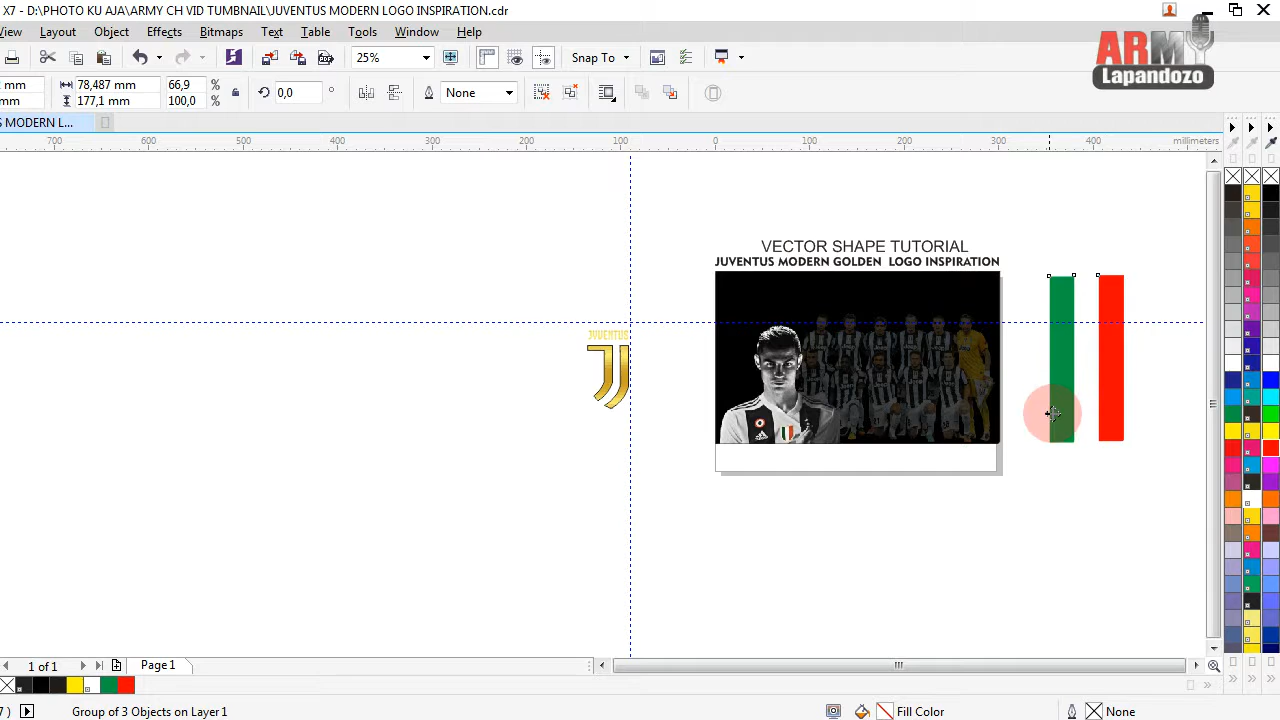 X7 - D:\PHOTO KU AJA\ARMY CH VID TUMBNAIL\JUVENTUS MODERN LOGO INSPIRATION.cdr
View Layout Object Effects Bitmaps Text Table Tools Window Help
ARMY
Lapandozo
25% Snap To
mm 78,487 mm 66,9 %
mm 177,1 mm 100,0 %
0,0 °
None
S MODERN L...
700 600 500 400 300 200 100 0 100 200 300 400 millimeters
VECTOR SHAPE TUTORIAL
JUVENTUS MODERN GOLDEN LOGO INSPIRATION
JUVENTUS
1 of 1 Page 1
7 ) Group of 3 Objects on Layer 1 Fill Color None